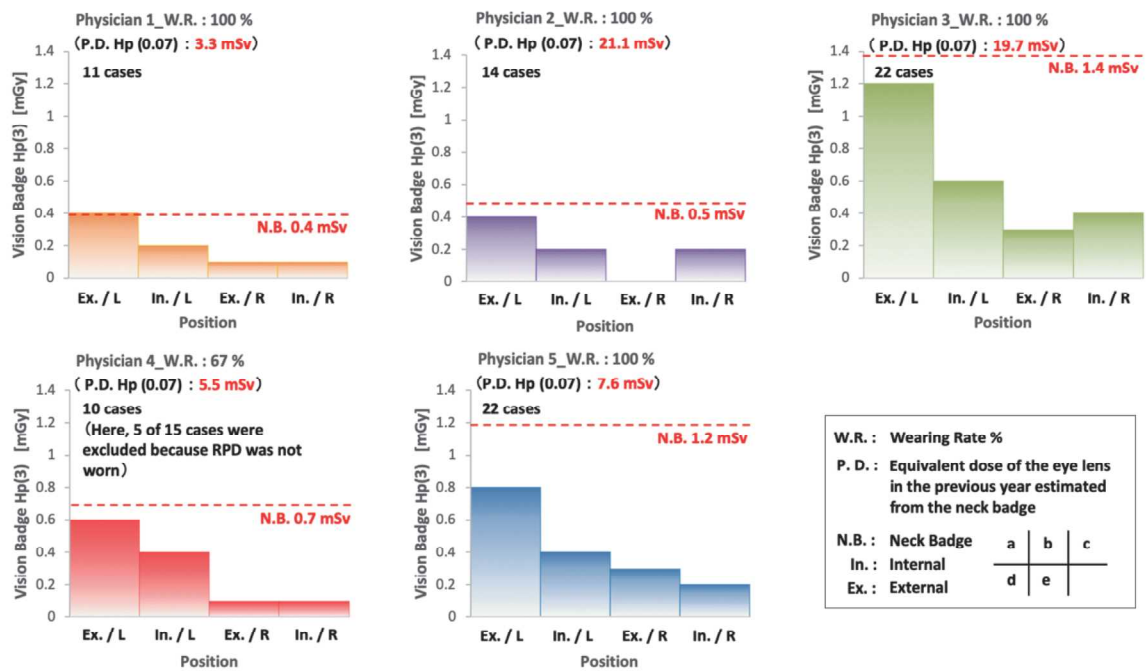 Physician 1_W.R. : 100 %
( P.D. Hp (0.07) : 3.3 mSv)
11 cases
Vision Badge Hp(3) [mGy]
1.4
1.2
1
0.8
0.6
0.4
0.2
0
N.B. 0.4 mSv
Ex. / L In. / L Ex. / R In. / R
Position
Physician 2_W.R. : 100 %
( P.D. Hp (0.07) : 21.1 mSv)
14 cases
Vision Badge Hp(3) [mGy]
1.4
1.2
1
0.8
0.6
0.4
0.2
0
N.B. 0.5 mSv
Ex. / L In. / L Ex. / R In. / R
Position
Physician 3_W.R. : 100 %
( P.D. Hp (0.07) : 19.7 mSv)
22 cases
N.B. 1.4 mSv
Vision Badge Hp(3) [mGy]
1.4
1.2
1
0.8
0.6
0.4
0.2
0
Ex. / L In. / L Ex. / R In. / R
Position
Physician 4_W.R. : 67 %
( P.D. Hp (0.07) : 5.5 mSv)
10 cases
(Here, 5 of 15 cases were
excluded because RPD was not
worn)
Vision Badge Hp(3) [mGy]
1.4
1.2
1
0.8
0.6
0.4
0.2
0
N.B. 0.7 mSv
Ex. / L In. / L Ex. / R In. / R
Position
Physician 5_W.R. : 100 %
(P.D. Hp (0.07) : 7.6 mSv)
22 cases
N.B. 1.2 mSv
Vision Badge Hp(3) [mGy]
1.4
1.2
1
0.8
0.6
0.4
0.2
0
Ex. / L In. / L Ex. / R In. / R
Position
W.R. : Wearing Rate %
P. D. : Equivalent dose of the eye lens
in the previous year estimated
from the neck badge
N.B. : Neck Badge
In. : Internal
Ex. : External
a b c
d e